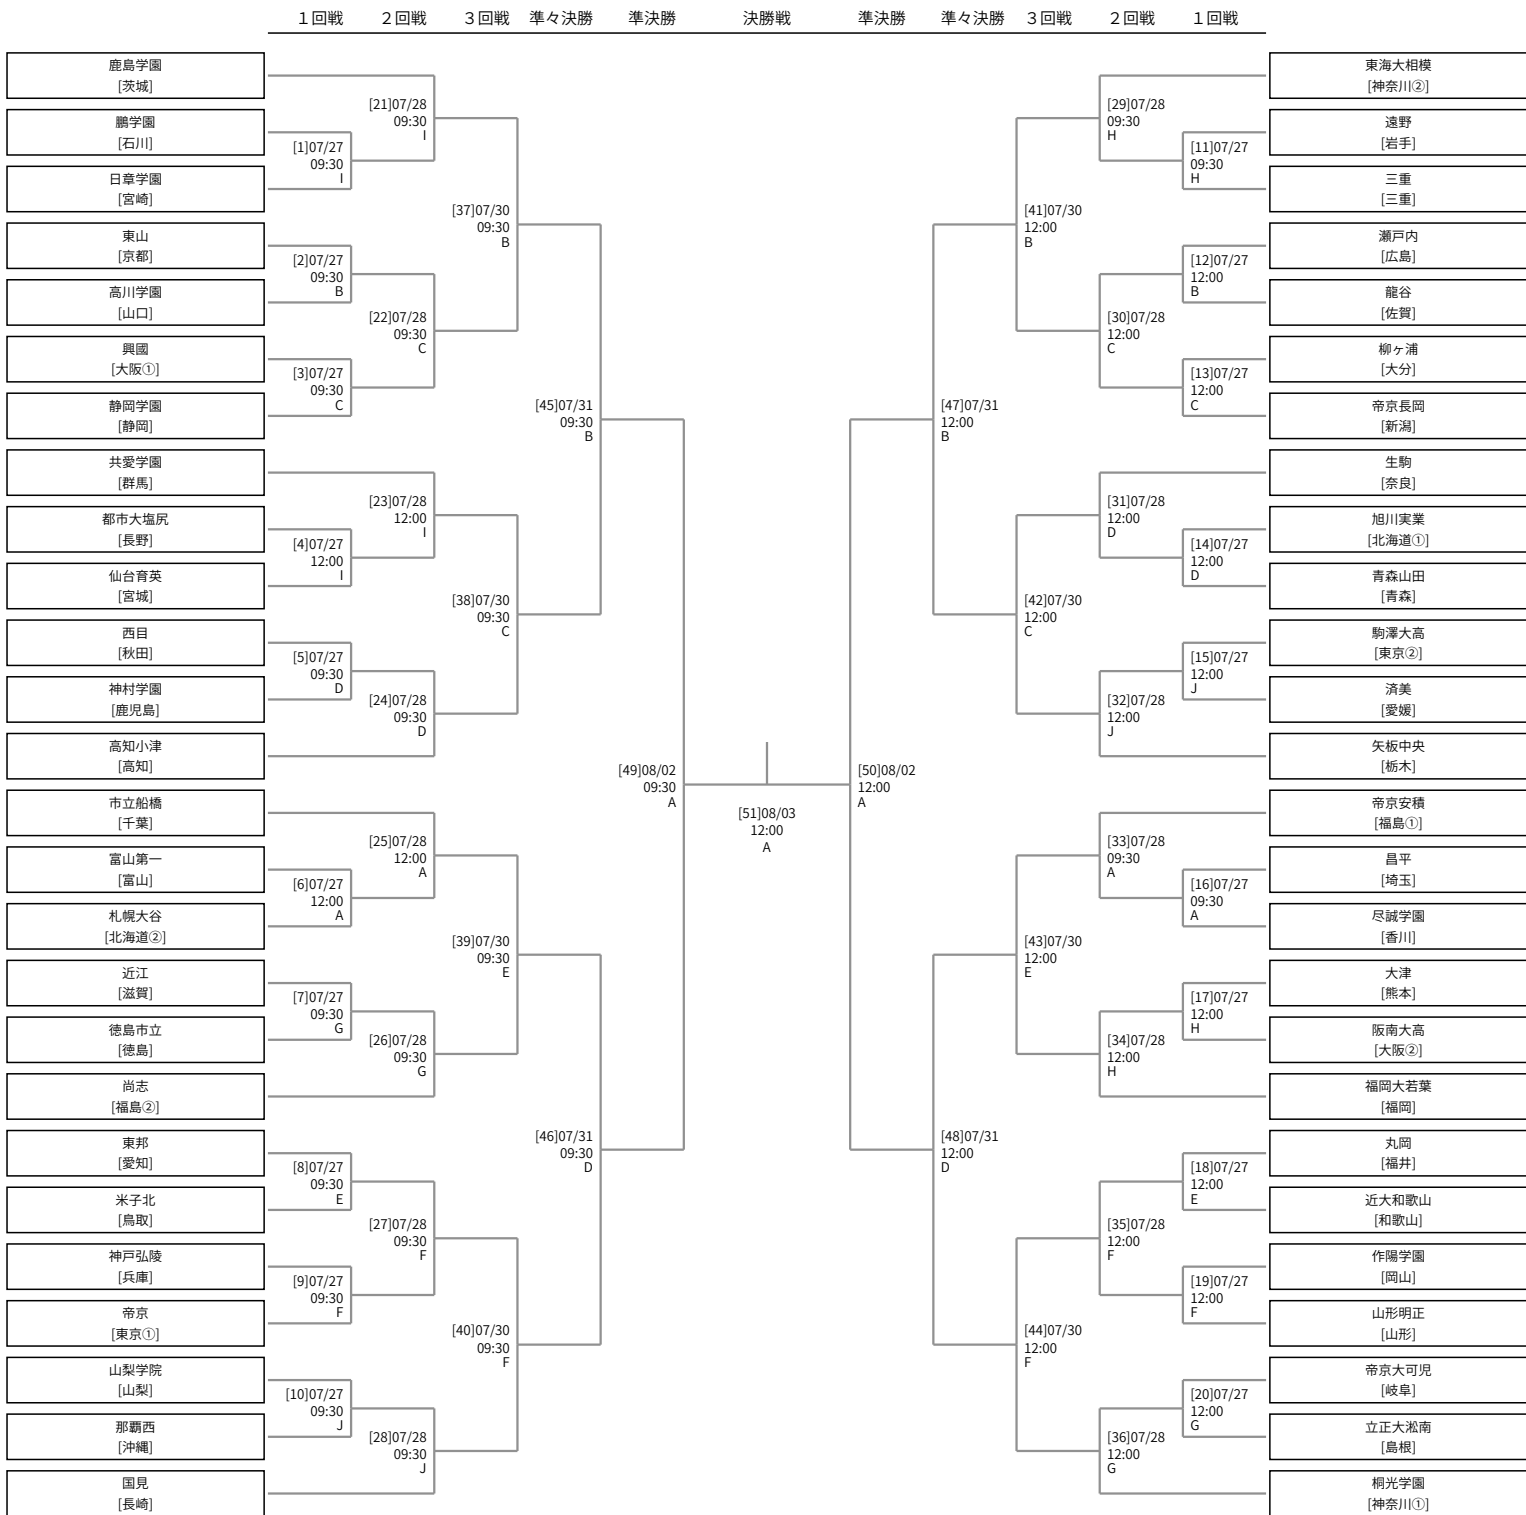 １回戦 ２回戦 ３回戦 準々決勝 準決勝 決勝戦 準決勝 準々決勝 ３回戦 ２回戦 １回戦
鹿島学園
[茨城]
鵬学園
[石川]
日章学園
[宮崎]
東山
[京都]
高川学園
[山口]
興國
[大阪①]
静岡学園
[静岡]
共愛学園
[群馬]
都市大塩尻
[長野]
仙台育英
[宮城]
西目
[秋田]
神村学園
[鹿児島]
高知小津
[高知]
市立船橋
[千葉]
富山第一
[富山]
札幌大谷
[北海道②]
近江
[滋賀]
徳島市立
[徳島]
尚志
[福島②]
東邦
[愛知]
米子北
[鳥取]
神戸弘陵
[兵庫]
帝京
[東京①]
山梨学院
[山梨]
那覇西
[沖縄]
国見
[長崎]
[1]07/27
09:30
I
[2]07/27
09:30
B
[3]07/27
09:30
C
[4]07/27
12:00
I
[5]07/27
09:30
D
[6]07/27
12:00
A
[7]07/27
09:30
G
[8]07/27
09:30
E
[9]07/27
09:30
F
[10]07/27
09:30
J
[21]07/28
09:30
I
[22]07/28
09:30
C
[23]07/28
12:00
I
[24]07/28
09:30
D
[25]07/28
12:00
A
[26]07/28
09:30
G
[27]07/28
09:30
F
[28]07/28
09:30
J
[37]07/30
09:30
B
[38]07/30
09:30
C
[39]07/30
09:30
E
[40]07/30
09:30
F
[45]07/31
09:30
B
[46]07/31
09:30
D
[49]08/02
09:30
A
[51]08/03
12:00
A
[50]08/02
12:00
A
[47]07/31
12:00
B
[48]07/31
12:00
D
[41]07/30
12:00
B
[42]07/30
12:00
C
[43]07/30
12:00
E
[44]07/30
12:00
F
[29]07/28
09:30
H
[30]07/28
12:00
C
[31]07/28
12:00
D
[32]07/28
12:00
J
[33]07/28
09:30
A
[34]07/28
12:00
H
[35]07/28
12:00
F
[36]07/28
12:00
G
[11]07/27
09:30
H
[12]07/27
12:00
B
[13]07/27
12:00
C
[14]07/27
12:00
D
[15]07/27
12:00
J
[16]07/27
09:30
A
[17]07/27
12:00
H
[18]07/27
12:00
E
[19]07/27
12:00
F
[20]07/27
12:00
G
東海大相模
[神奈川②]
遠野
[岩手]
三重
[三重]
瀬戸内
[広島]
龍谷
[佐賀]
柳ヶ浦
[大分]
帝京長岡
[新潟]
生駒
[奈良]
旭川実業
[北海道①]
青森山田
[青森]
駒澤大高
[東京②]
済美
[愛媛]
矢板中央
[栃木]
帝京安積
[福島①]
昌平
[埼玉]
尽誠学園
[香川]
大津
[熊本]
阪南大高
[大阪②]
福岡大若葉
[福岡]
丸岡
[福井]
近大和歌山
[和歌山]
作陽学園
[岡山]
山形明正
[山形]
帝京大可児
[岐阜]
立正大淞南
[島根]
桐光学園
[神奈川①]